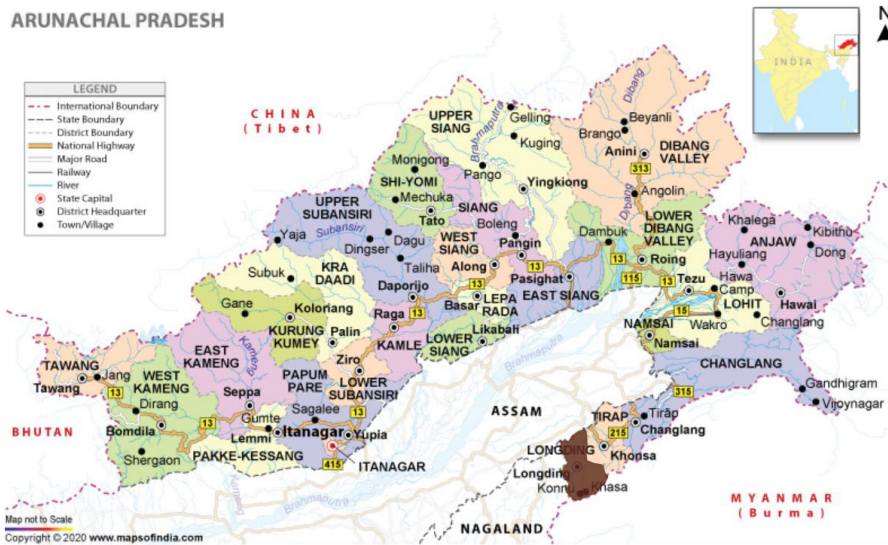 ARUNACHAL PRADESH
N
INDIA
LEGEND
International Boundary
State Boundary
District Boundary
National Highway
Major Road
Railway
River
State Capital
District Headquarter
Town/Village
CHINA
(Tibet)
UPPER
SIANG
Brahmaputra
Gelling
Kuging
Pango
Yingkiong
Dibang
Beyanli
Brango
Anini
DIBANG
VALLEY
313
Angolin
Dibang
Monigong
SHI-YOMI
Mechuka
Tato
SIANG
Boleng
Pangin
UPPER
SUBANSIRI
Yaja
Subansiri
Dingser
Dagu
Taliha
WEST
SIANG
Along
13
Pasighat
Dambuk
13
LOWER
DIBANG
VALLEY
Roing
115
13
Khalega
Kibithu
ANJAW
Dong
Hayuliang
Hawa
Camp
Hawai
Tezu
LOHIT
15
Wakro
Changlang
KRA
DAADI
Subuk
Daporijo
13
Basar
LEPA
RADA
EAST SIANG
Gane
Koloriang
KURUNG
KUMEY
Palin
Raga
13
KAMLE
LOWER
SIANG
Likabali
NAMSAI
Namsai
CHANGLANG
Gandhigram
Vijoynagar
315
TAWANG
Tawang
Jang
13
WEST
KAMENG
Dirang
Bomdila
Shergaon
EAST
KAMENG
Kameng
Seppa
13
Gumte
Lemmi
PAKKE-KESSANG
PAPUM
PARE
Sagalee
Itanagar
Ziro
LOWER
SUBANSIRI
13
Yupia
415
ITANAGAR
BHUTAN
Kameng
Brahmaputra
Brahmaputra
ASSAM
TIRAP
Tirap
215
Changlang
Khonsa
LONGDING
Longding
Konnu
Khasa
NAGALAND
MYANMAR
(Burma)
Map not to Scale
Copyright © 2020 www.mapsofindia.com